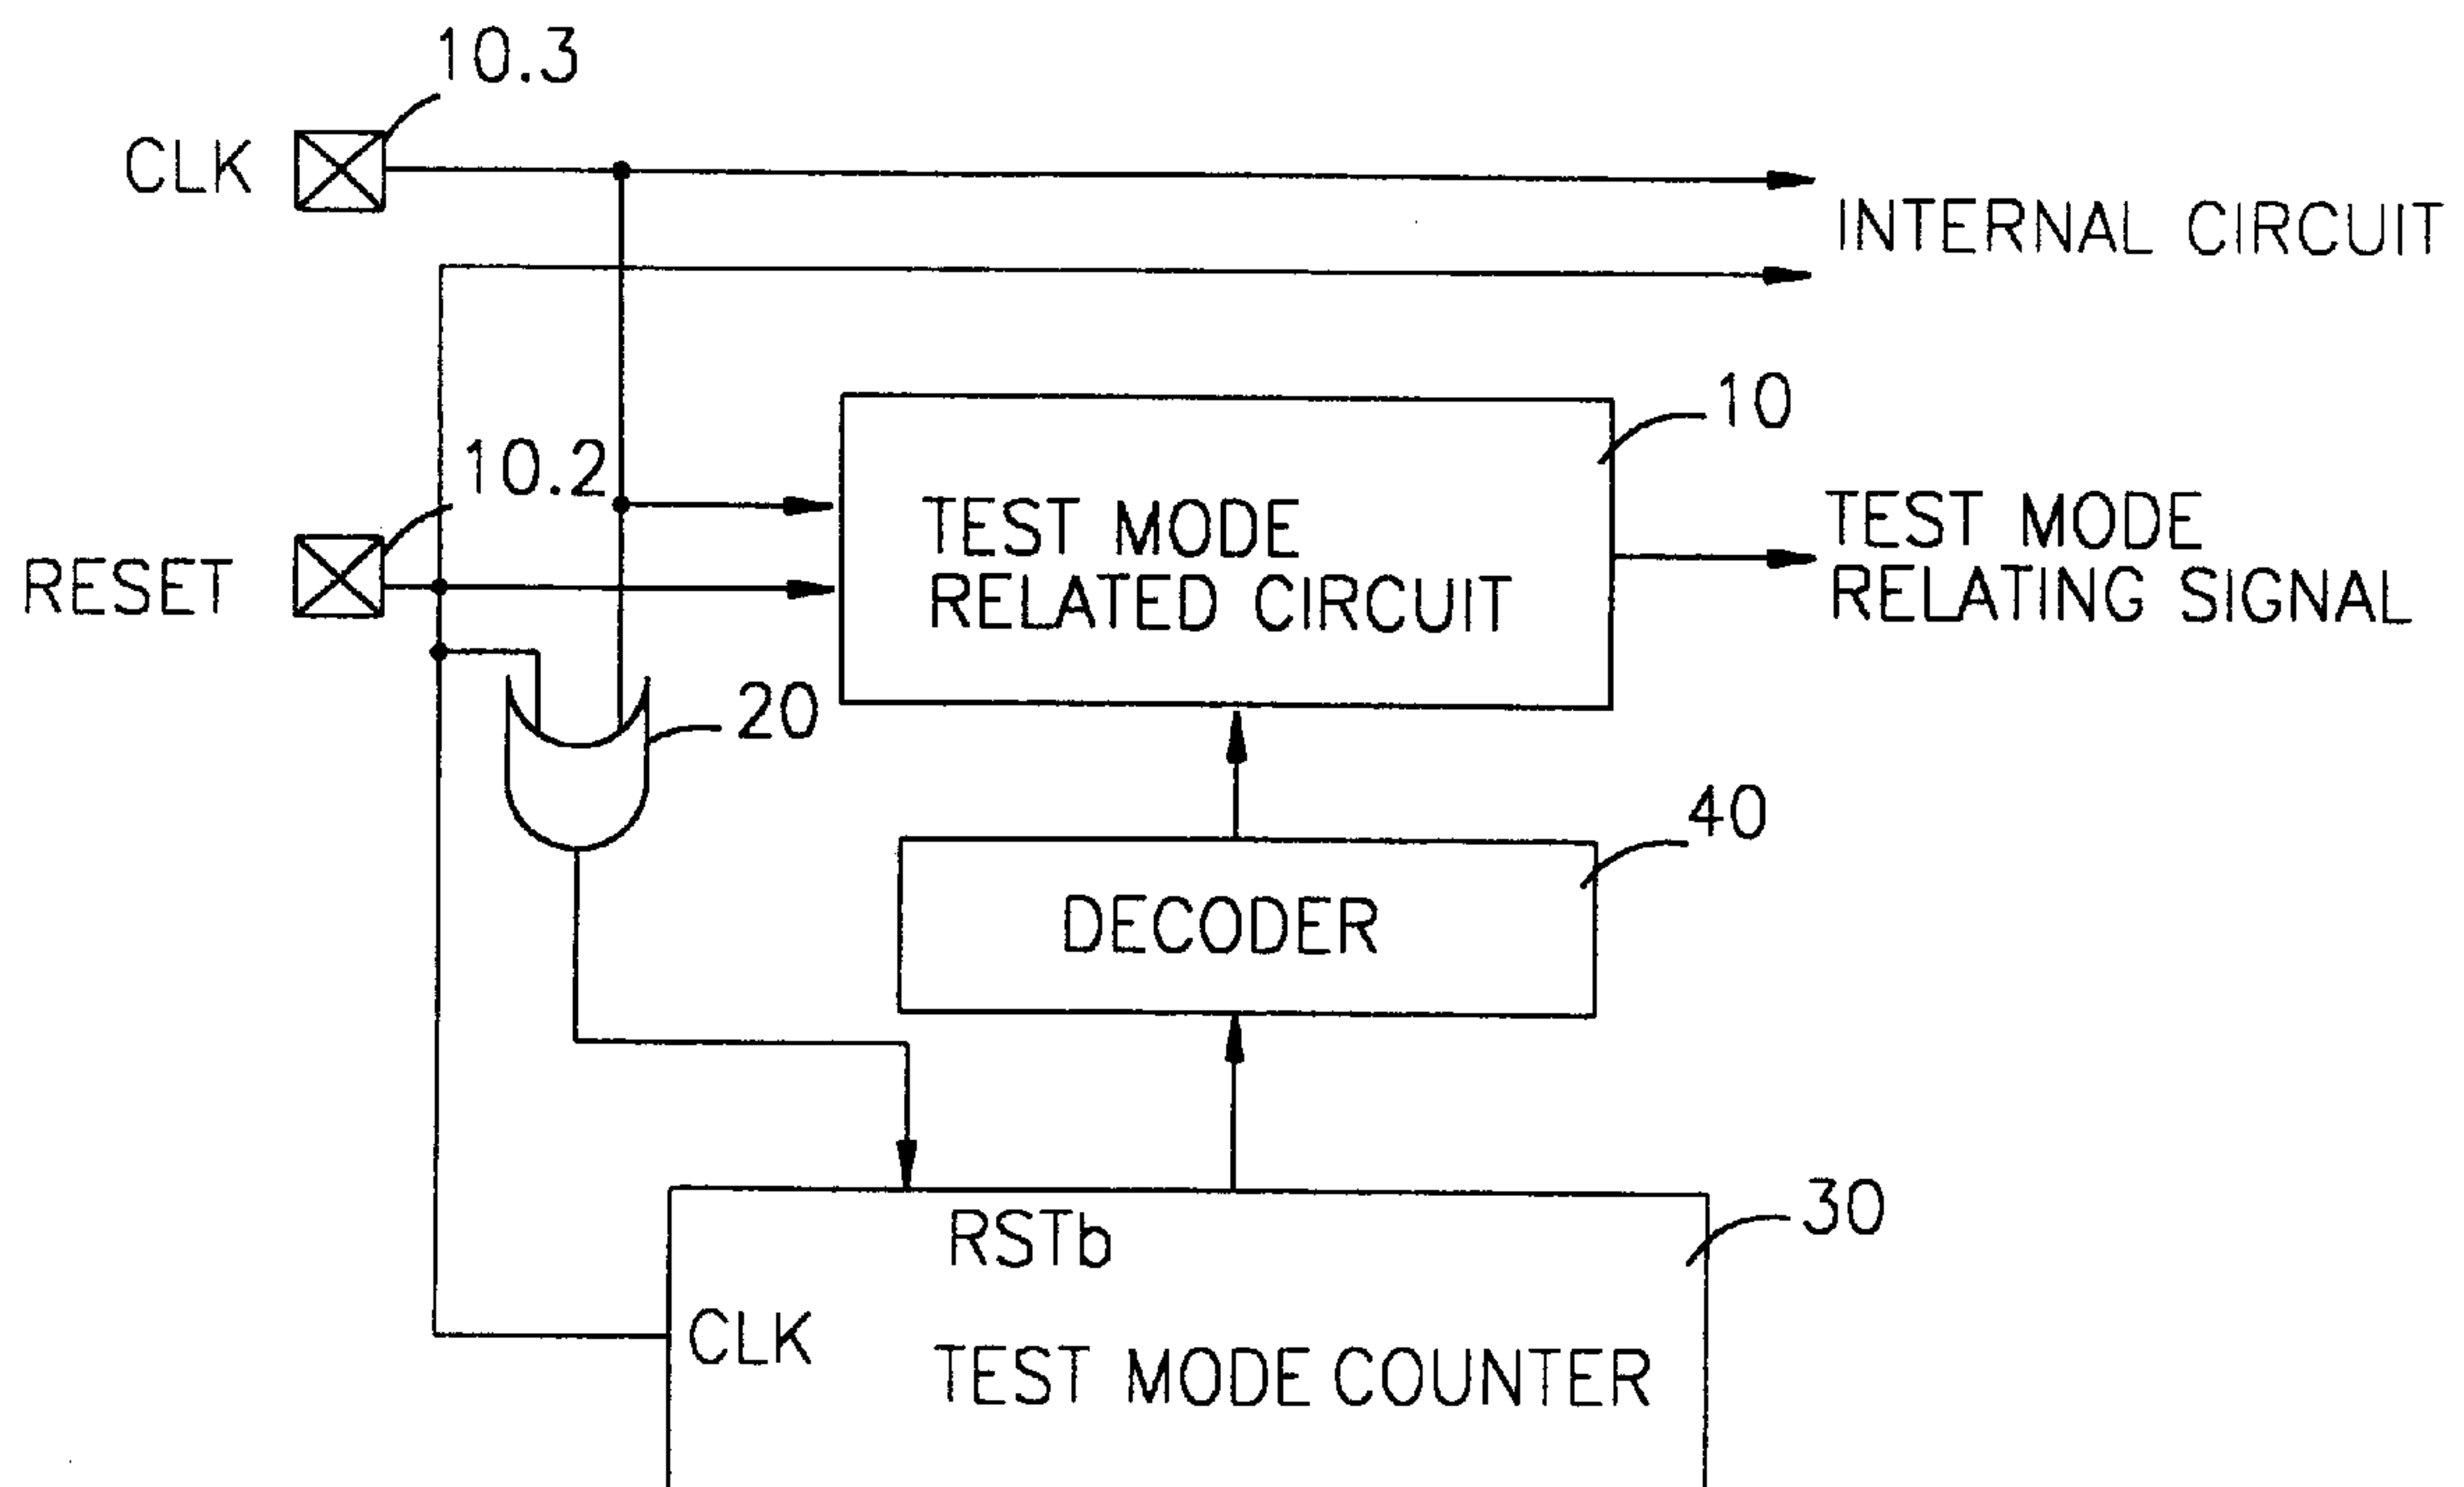 10.3
CLK
INTERNAL CIRCUIT
10
10.2
TEST MODE
RELATED CIRCUIT
TEST MODE
RELATING SIGNAL
RESET
20
40
DECODER
30
RSTb
CLK
TEST MODE COUNTER